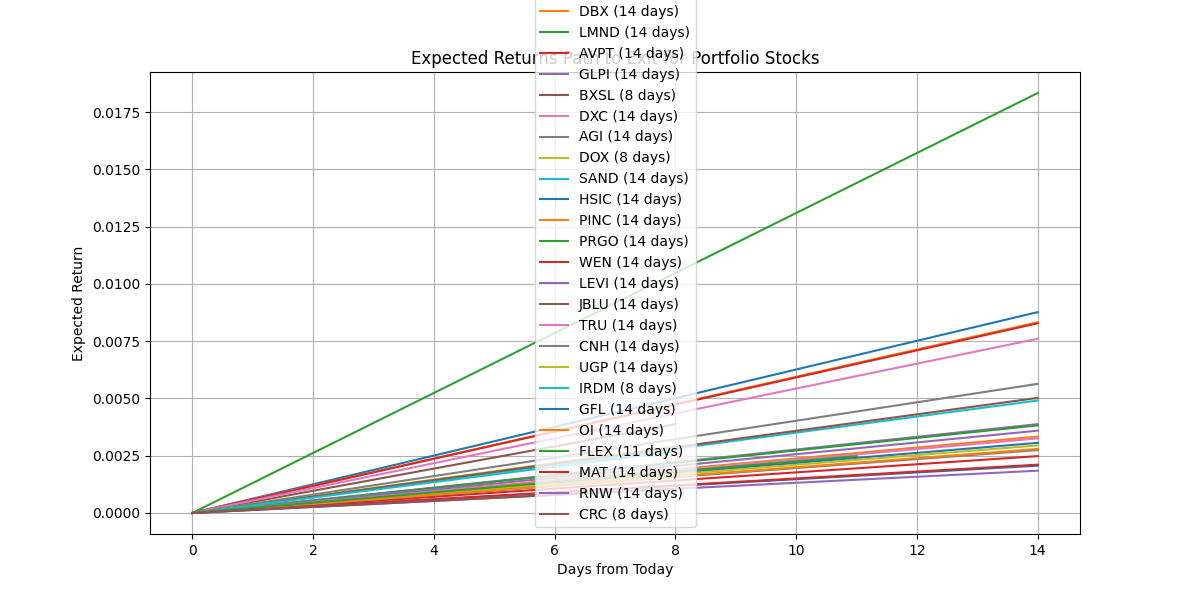 DBX (14 days)
LMND (14 days)
AVPT (14 days)
Expected Returns Path to Exit for Portfolio Stocks
GLPI (14 days)
BXSL (8 days)
DXC (14 days)
AGI (14 days)
DOX (8 days)
SAND (14 days)
HSIC (14 days)
PINC (14 days)
PRGO (14 days)
WEN (14 days)
LEVI (14 days)
JBLU (14 days)
TRU (14 days)
CNH (14 days)
UGP (14 days)
IRDM (8 days)
GFL (14 days)
OI (14 days)
FLEX (11 days)
MAT (14 days)
RNW (14 days)
CRC (8 days)
Expected Return
0.0175
0.0150
0.0125
0.0100
0.0075
0.0050
0.0025
0.0000
0 2 4 6 8 10 12 14
Days from Today